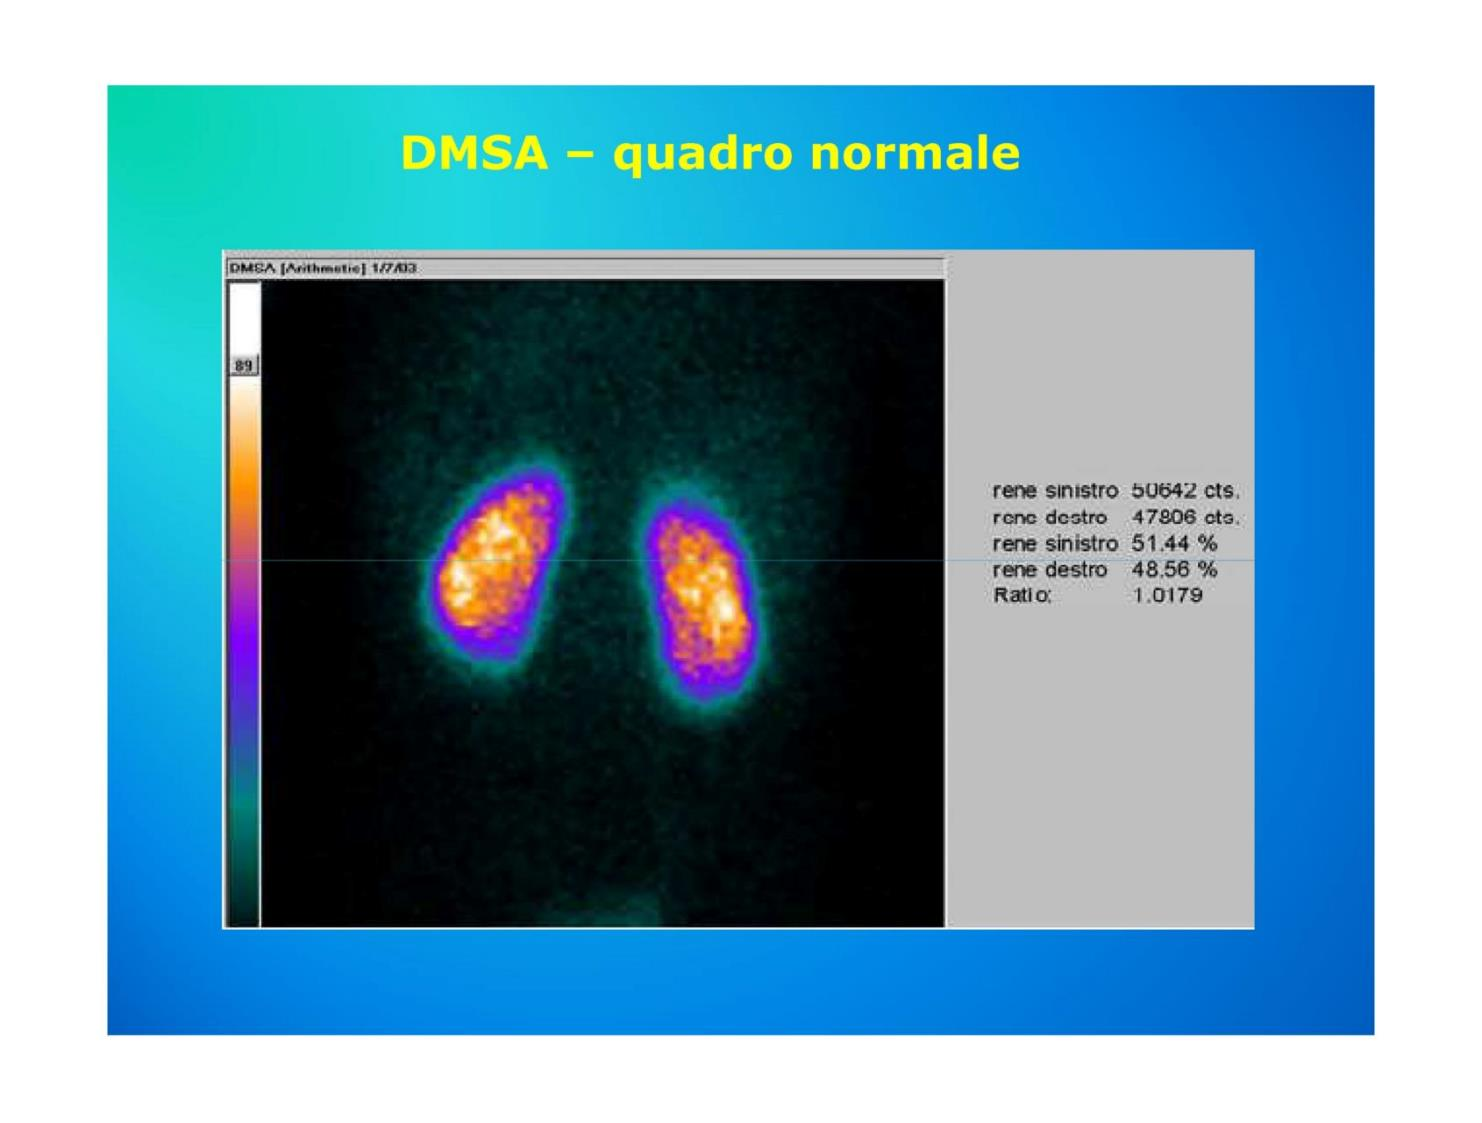 DMSA – quadro normale
DMSA [Arithmetic] 1/7/03
89
rene sinistro 50642 cts.
rene destro 47806 cts.
rene sinistro 51.44 %
rene destro 48.56 %
Ratio: 1.0179